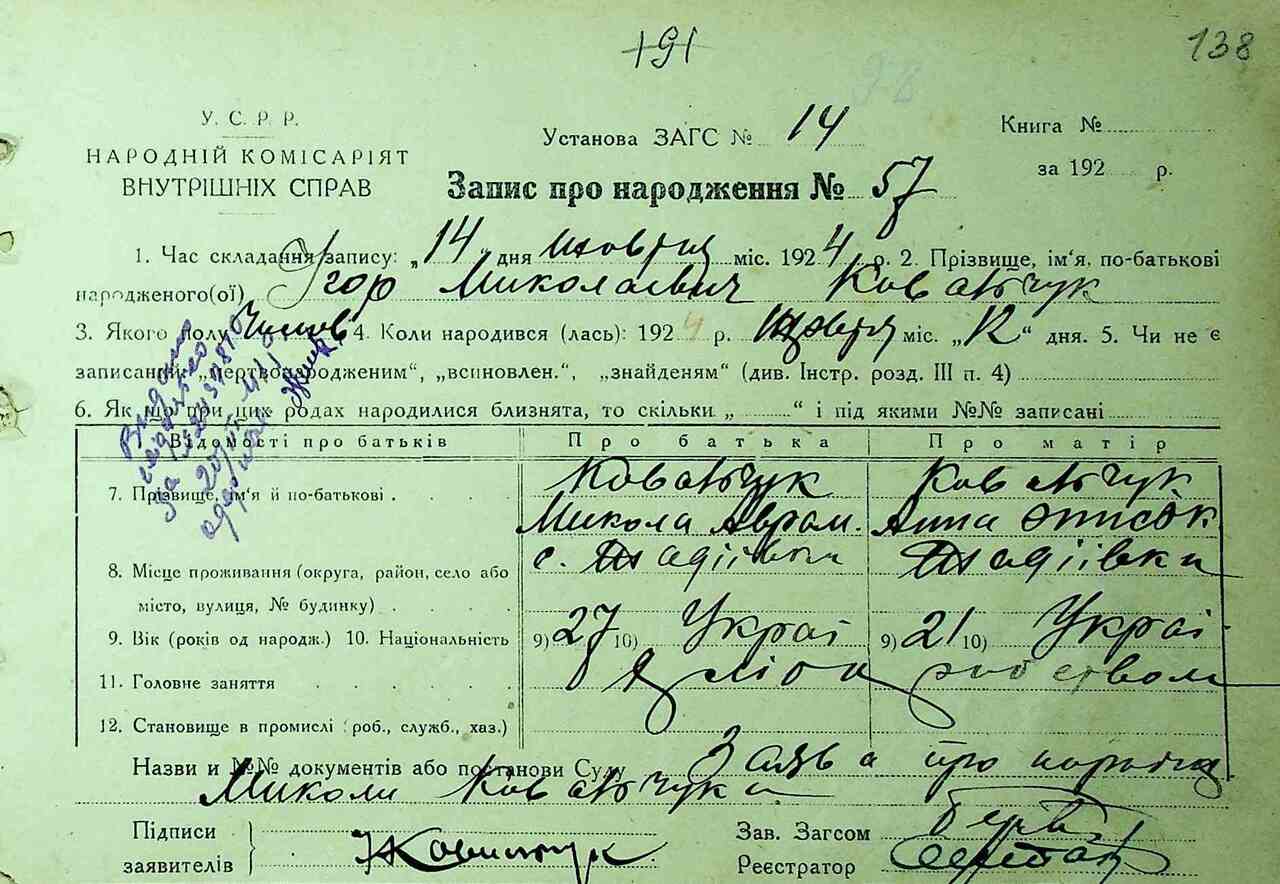 191
138
У. С. Р. Р.
НАРОДНІЙ КОМІСАРІЯТ
ВНУТРІШНІХ СПРАВ
Установа ЗАГС № 14
Книга №
за 192 р.
Запис про народження № 57
1. Час складання запису: „14„ дня міс. 1924 р. 2. Прізвище, ім'я, по-батькові
народженого(ої) Ігор Миколаевич Ковальчук
3. Якого полу Чолов 4. Коли народився (лась): 1924 р. міс. „12“ дня. 5. Чи не є
записанні „мертвонародженим“, „всиновлен.“, „знайденям“ (див. Інстр. розд. III п. 4)
6. Як що при цих родах народилися близнята, то скільки „ “ і під якими №№ записані
Видано
Відомості про батьків Про батька Про матір
7. Прізвище, ім'я й по-батькові . . . . Ковальчук Ковальчук
Микола Аврам. Анна
8. Місце проживання (округа, район, село або с. Тадіївки Тадіївки
місто, вулиця, № будинку) . . . .
9. Вік (років од народж.) 10. Національність 9) 27 10) Украі 9) 21 10) Украі
11. Головне заняття . . . . .
12. Становище в промислі (роб., служб., хаз.)
Назви и №№ документів або постанови Суду Заява про
Миколи Ковальчука
Підписи
заявителів
Зав. Загсом
Реєстратор